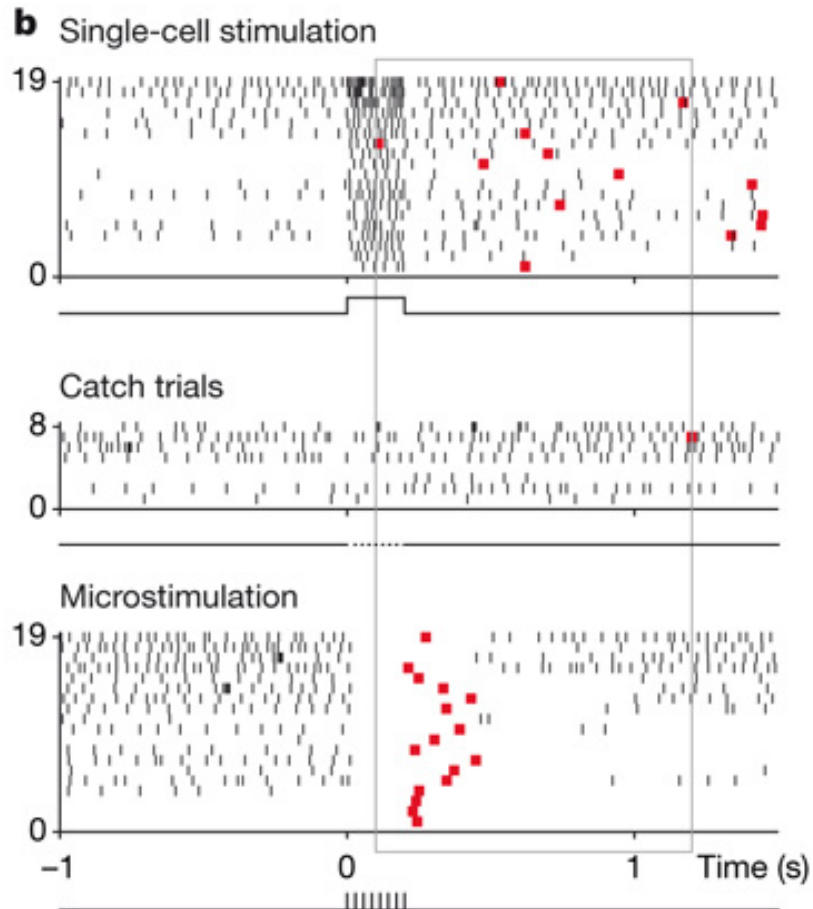 b
Single-cell stimulation
19
0
Catch trials
8
0
Microstimulation
19
0
−1 0 1 Time (s)